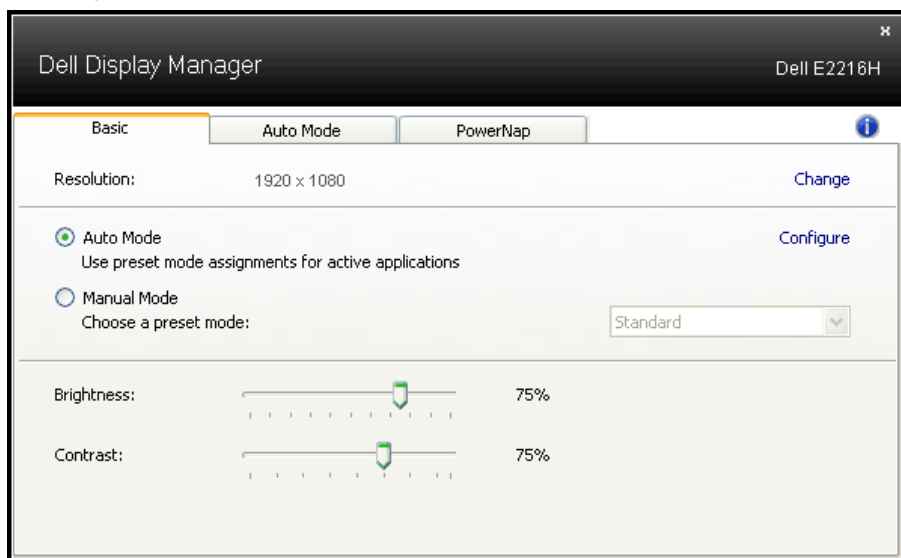 Dell Display Manager
Dell E2216H
Basic
Auto Mode
PowerNap
Resolution:
1920 x 1080
Change
Auto Mode
Configure
Use preset mode assignments for active applications
Manual Mode
Choose a preset mode:
Standard
Brightness:
75%
Contrast:
75%